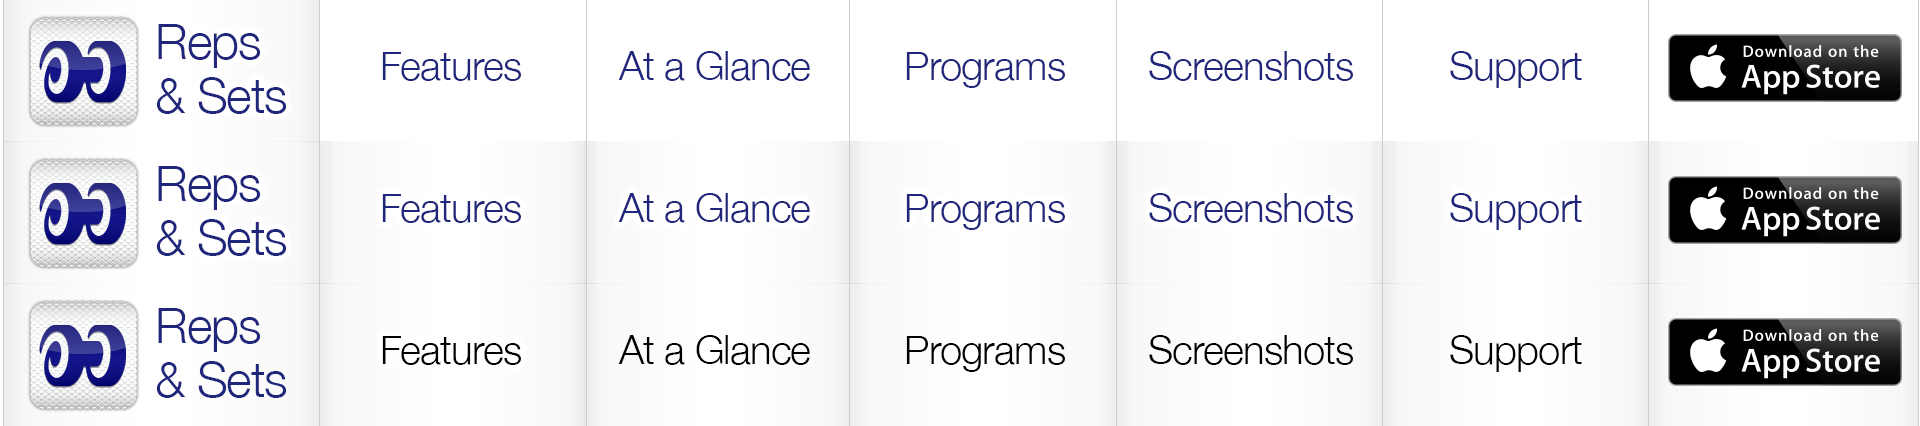 Reps
& Sets
Features
At a Glance
Programs
Screenshots
Support
Download on the
App Store
Reps
& Sets
Features
At a Glance
Programs
Screenshots
Support
Download on the
App Store
Reps
& Sets
Features
At a Glance
Programs
Screenshots
Support
Download on the
App Store